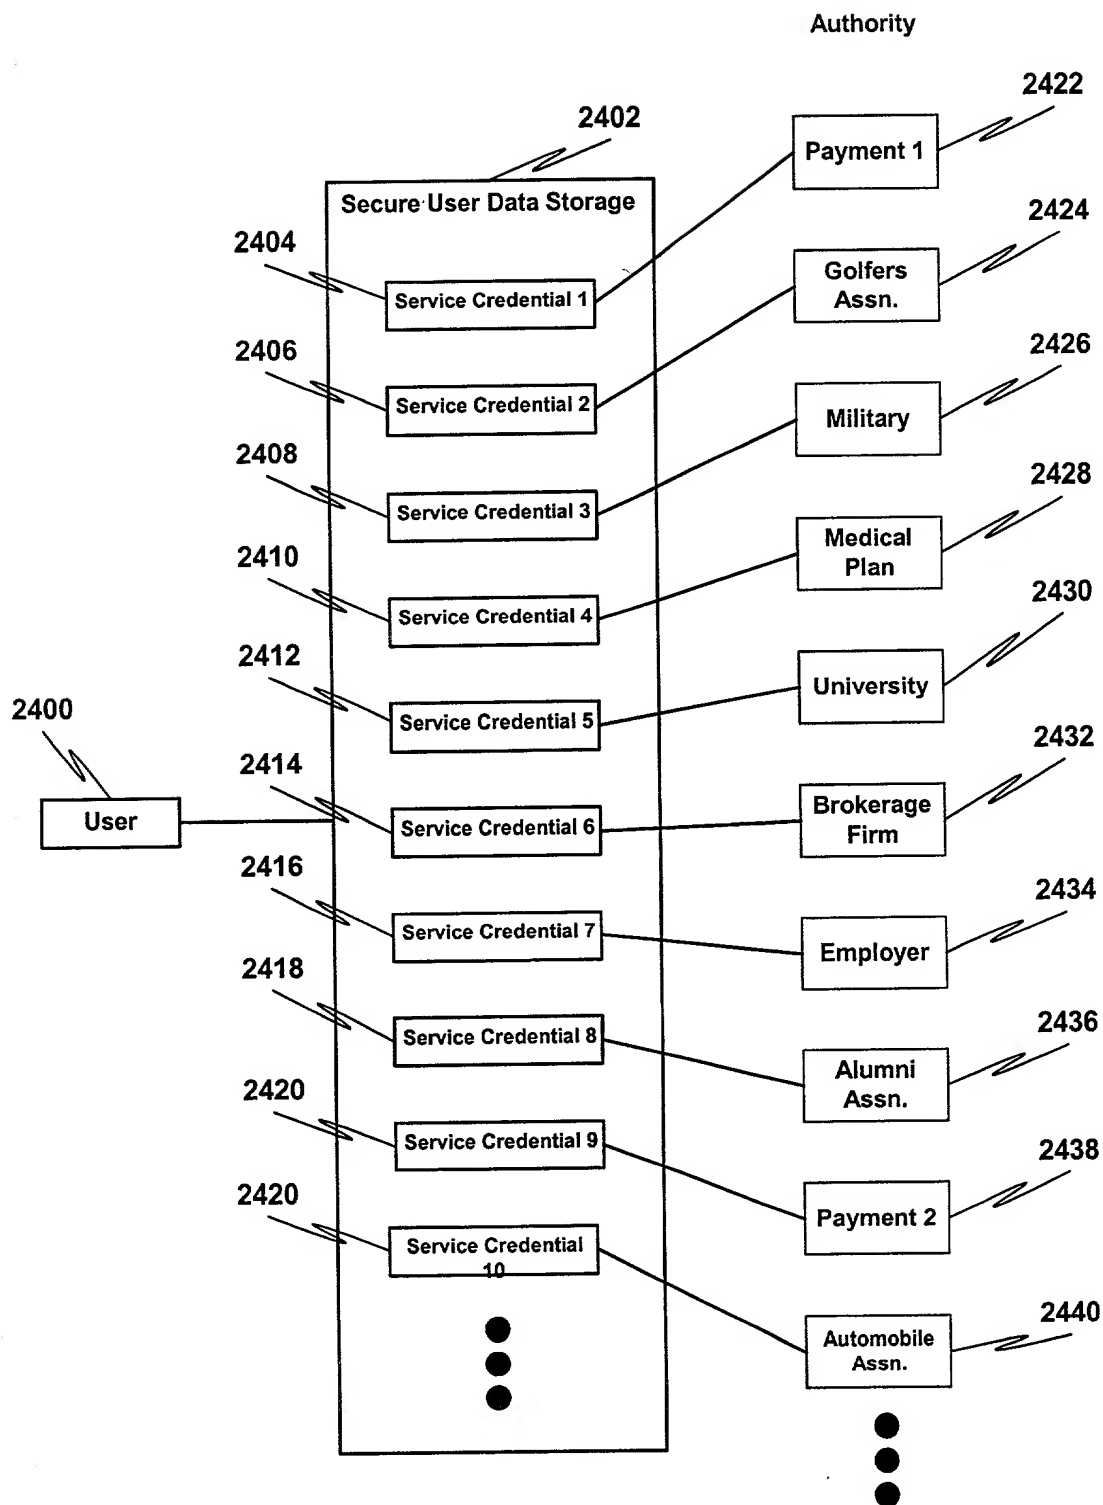 Authority
2422
2402
Payment 1
Secure User Data Storage
2424
2404
Golfers
Assn.
Service Credential 1
2426
2406
Service Credential 2
Military
2408
2428
Service Credential 3
Medical
Plan
2410
2430
Service Credential 4
2412
University
2400
Service Credential 5
2432
2414
Brokerage
Firm
User
Service Credential 6
2416
2434
Service Credential 7
Employer
2418
2436
Service Credential 8
Alumni
Assn.
2420
Service Credential 9
2438
2420
Payment 2
Service Credential
10
2440
Automobile
Assn.